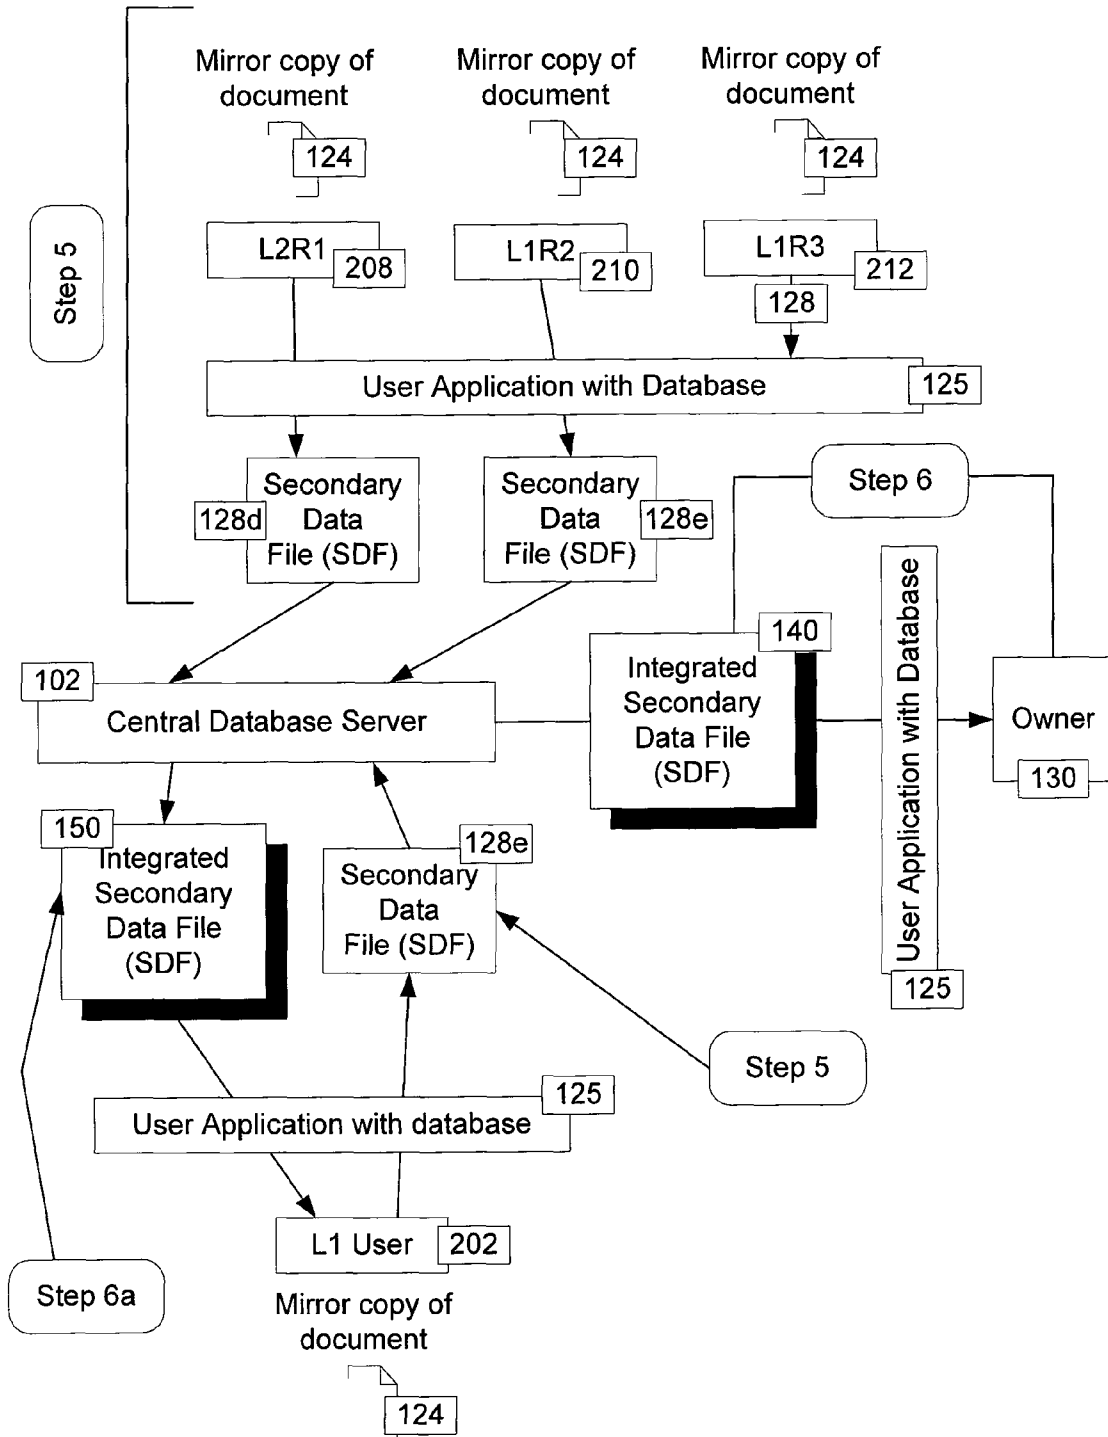 Step 5
Mirror copy of
document
124
Mirror copy of
document
124
Mirror copy of
document
124
L2R1
208
L1R2
210
L1R3
212
128
User Application with Database
125
Secondary
Data
File (SDF)
128d
Secondary
Data
File (SDF)
128e
Step 6
102
Central Database Server
140
Integrated
Secondary
Data File
(SDF)
User Application with Database
125
Owner
130
150
Integrated
Secondary
Data File
(SDF)
128e
Secondary
Data
File (SDF)
Step 5
125
User Application with database
L1 User
202
Step 6a
Mirror copy of
document
124